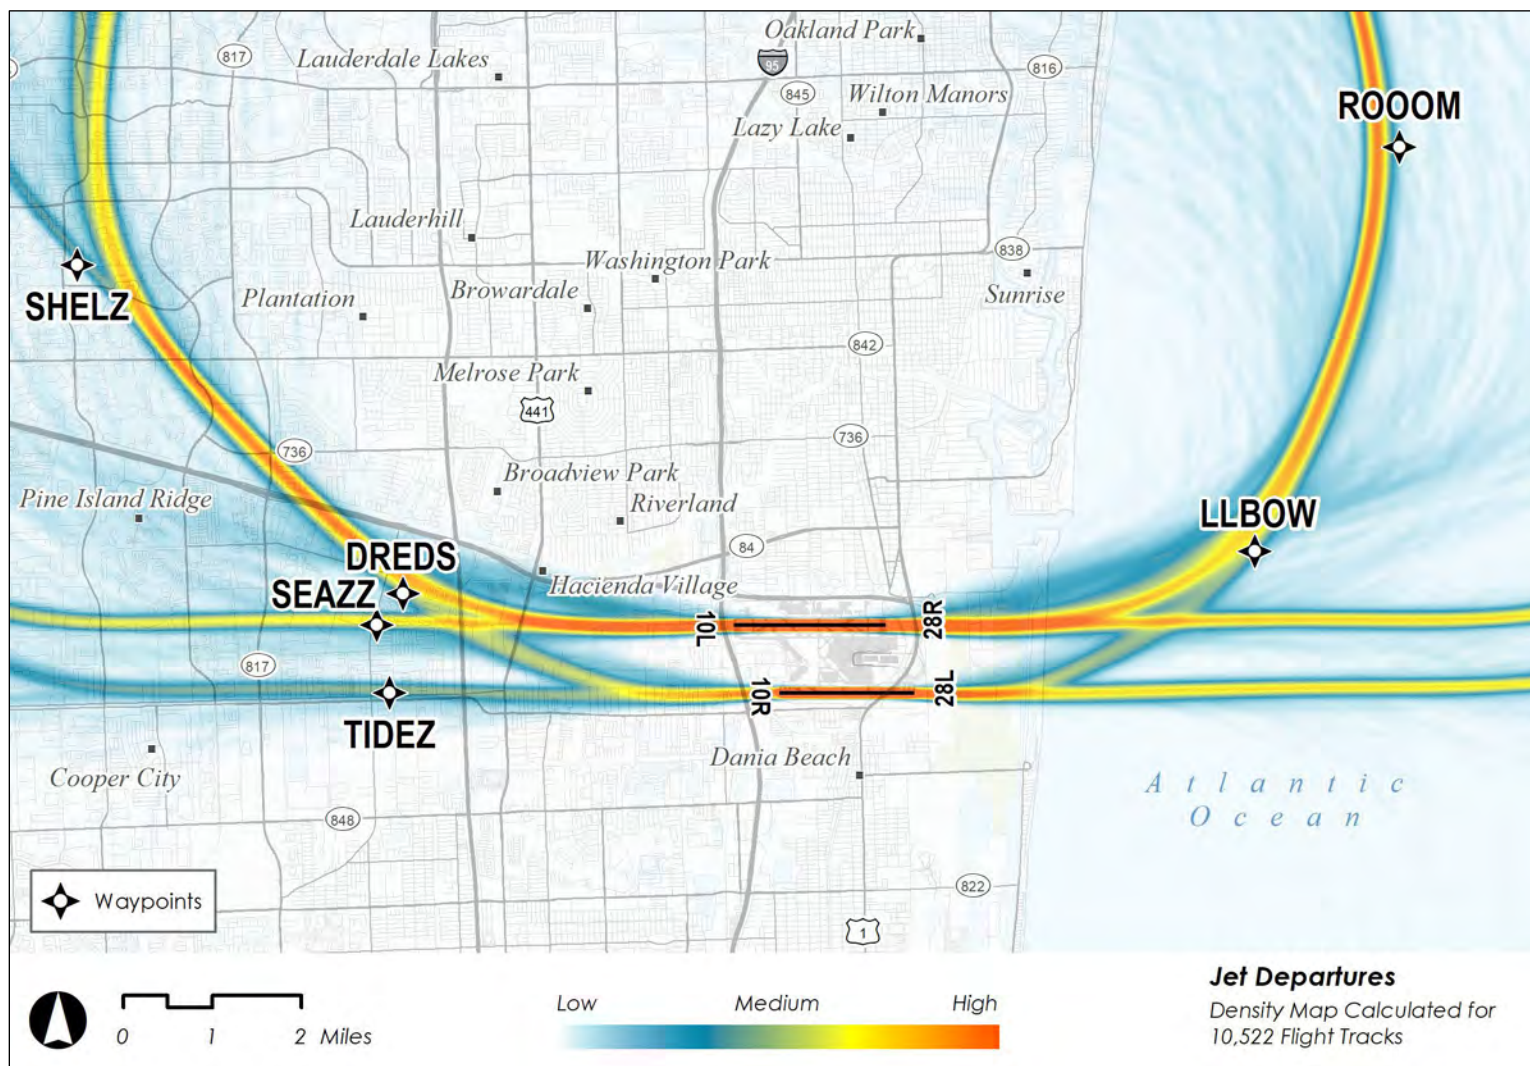 Oakland Park
817
Lauderdale Lakes
95
816
845
Wilton Manors
ROOOM
Lazy Lake
Lauderhill
838
Washington Park
SHELZ
Plantation
Browardale
Sunrise
842
Melrose Park
441
736
736
Broadview Park
Pine Island Ridge
Riverland
LLBOW
84
DREDS
Hacienda Village
SEAZZ
10L
28R
817
10R
28L
TIDEZ
Dania Beach
Cooper City
Atlantic
Ocean
848
822
Waypoints
1
Jet Departures
Low Medium High
Density Map Calculated for
10,522 Flight Tracks
0 1 2 Miles